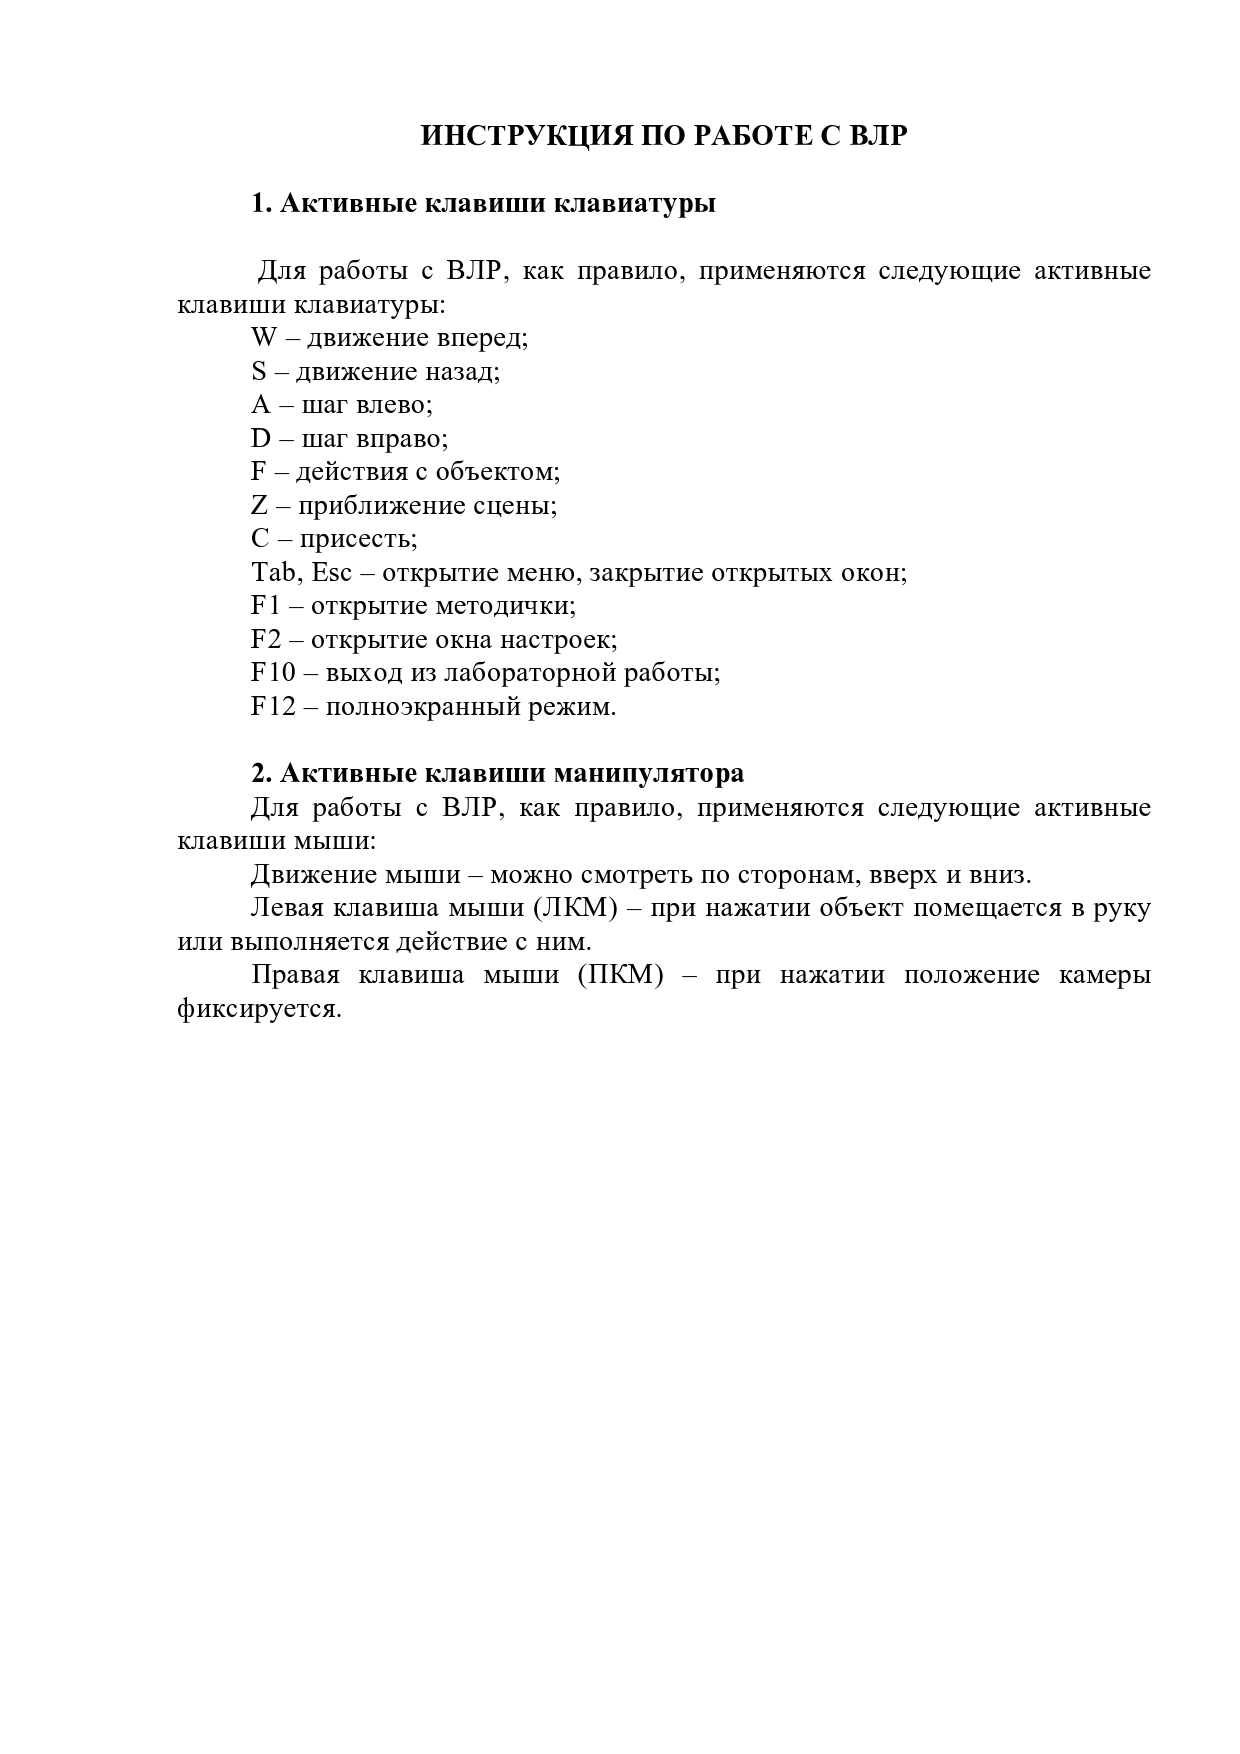 ИНСТРУКЦИЯ ПО РАБОТЕ С ВЛР
1. Активные клавиши клавиатуры
Для работы с ВЛР, как правило, применяются следующие активные
клавиши клавиатуры:
W – движение вперед;
S – движение назад;
A – шаг влево;
D – шаг вправо;
F – действия с объектом;
Z – приближение сцены;
C – присесть;
Tab, Esc – открытие меню, закрытие открытых окон;
F1 – открытие методички;
F2 – открытие окна настроек;
F10 – выход из лабораторной работы;
F12 – полноэкранный режим.
2. Активные клавиши манипулятора
Для работы с ВЛР, как правило, применяются следующие активные
клавиши мыши:
Движение мыши – можно смотреть по сторонам, вверх и вниз.
Левая клавиша мыши (ЛКМ) – при нажатии объект помещается в руку
или выполняется действие с ним.
Правая клавиша мыши (ПКМ) – при нажатии положение камеры
фиксируется.